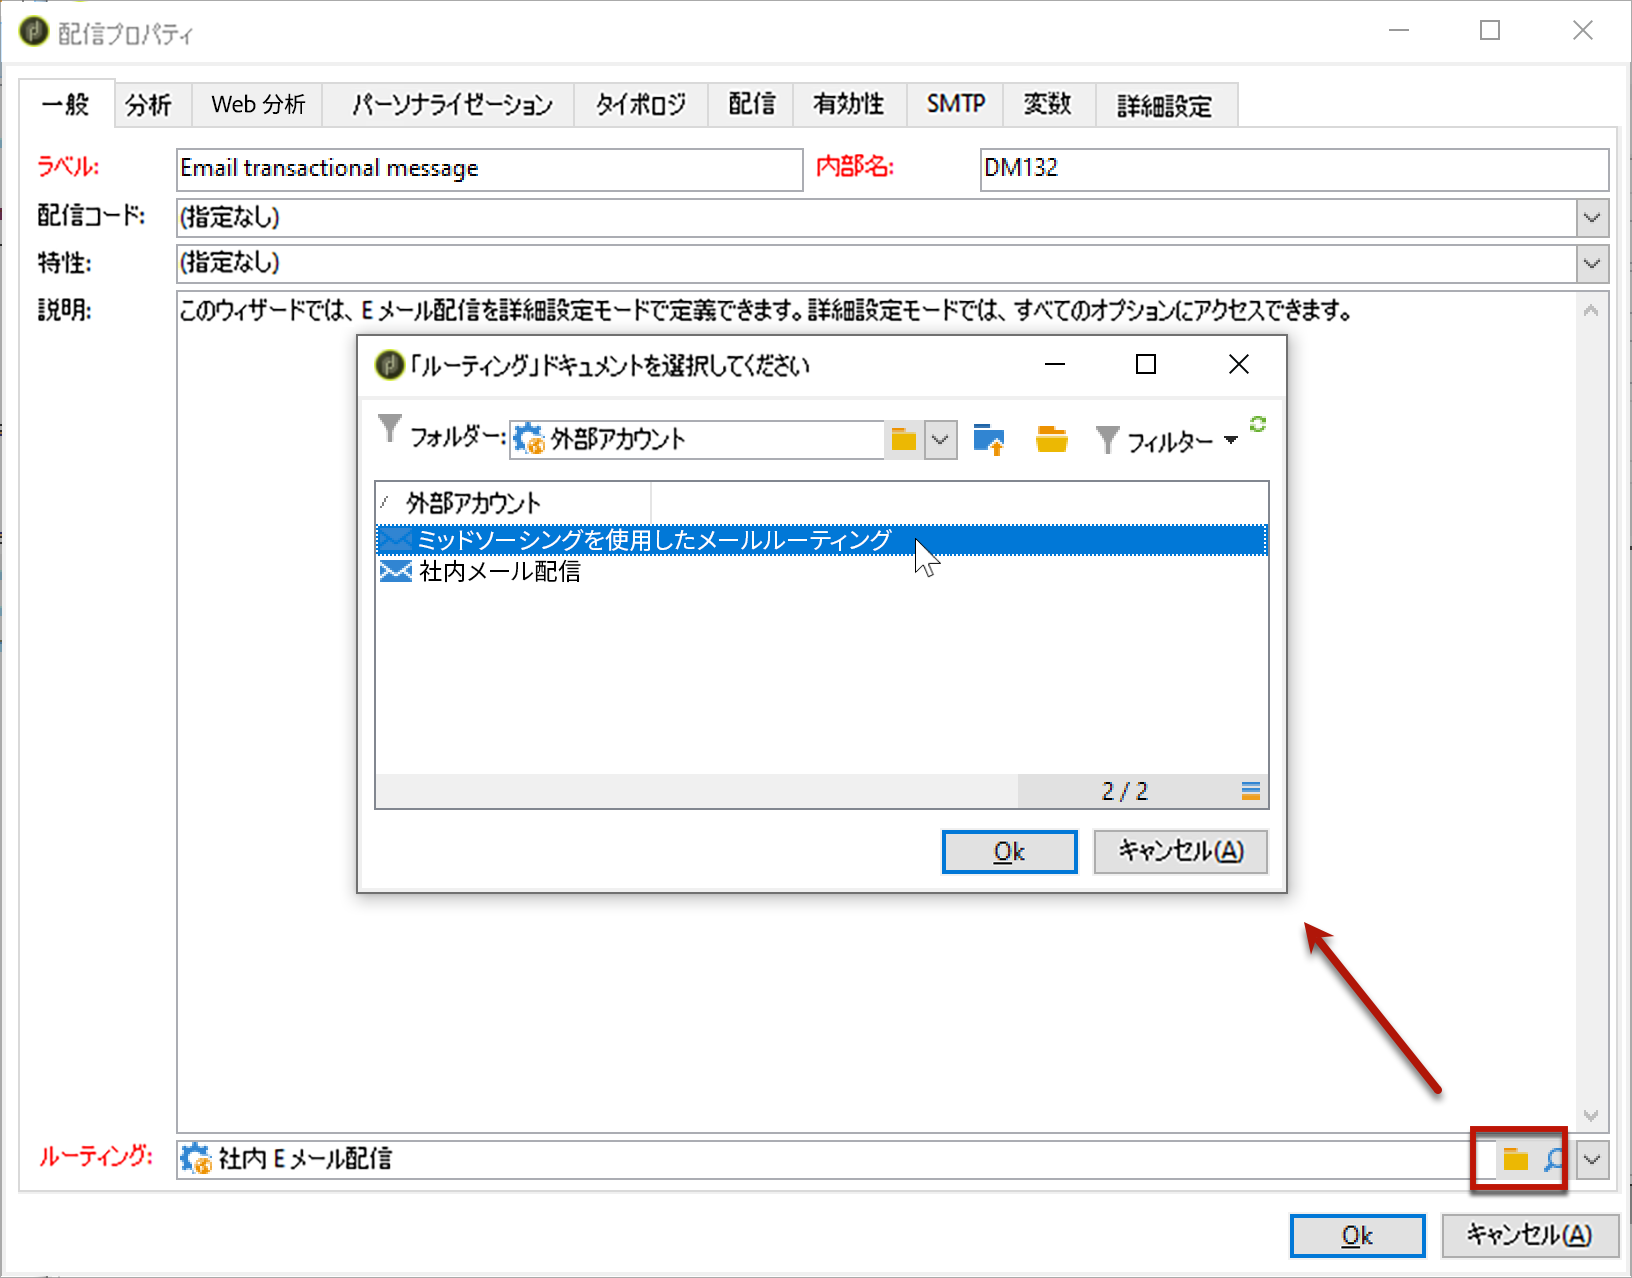 配信プロパティ
一般 分析 Web 分析 パーソナライゼーション タイポロジ 配信 有効性 SMTP 変数 詳細設定
ラベル: Email transactional message 内部名: DM132
配信コード: (指定なし)
特性: (指定なし)
説明: このウィザードでは、E メール配信を詳細設定モードで定義できます。詳細設定モードでは、すべてのオプションにアクセスできます。
「ルーティング」ドキュメントを選択してください
フォルダー: 外部アカウント フィルター
外部アカウント
ミッドソーシングを使用したメールルーティング
社内メール配信
2 / 2
Ok キャンセル(A)
ルーティング: 社内 E メール配信
Ok キャンセル(A)